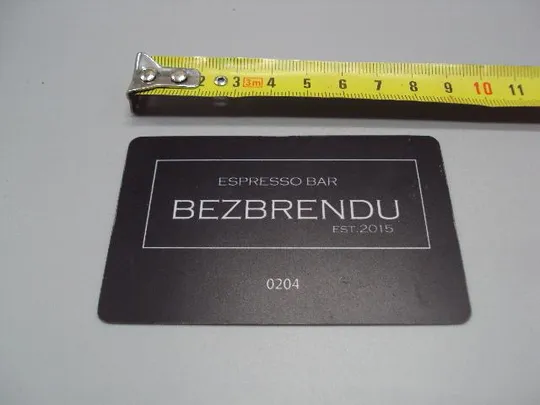 2 3 3m 4 5 6 7 8 9 10 11
ESPRESSO BAR
BEZBRENDU
EST.2015
0204